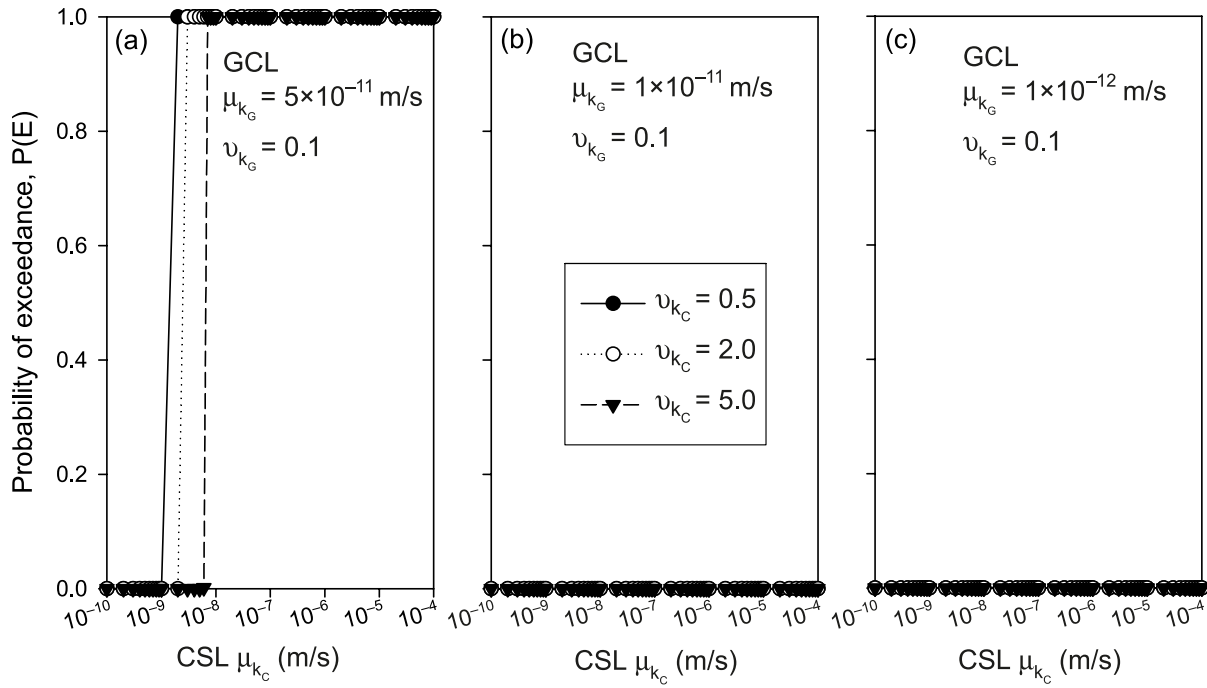 (a)
GCL
μ_kG = 5×10⁻¹¹ m/s
υ_kG = 0.1
(b)
GCL
μ_kG = 1×10⁻¹¹ m/s
υ_kG = 0.1
(c)
GCL
μ_kG = 1×10⁻¹² m/s
υ_kG = 0.1
υ_kC = 0.5
υ_kC = 2.0
υ_kC = 5.0
Probability of exceedance, P(E)
1.0
0.8
0.6
0.4
0.2
0.0
10⁻¹⁰ 10⁻⁹ 10⁻⁸ 10⁻⁷ 10⁻⁶ 10⁻⁵ 10⁻⁴
10⁻¹⁰ 10⁻⁹ 10⁻⁸ 10⁻⁷ 10⁻⁶ 10⁻⁵ 10⁻⁴
10⁻¹⁰ 10⁻⁹ 10⁻⁸ 10⁻⁷ 10⁻⁶ 10⁻⁵ 10⁻⁴
CSL μ_kC (m/s)
CSL μ_kC (m/s)
CSL μ_kC (m/s)